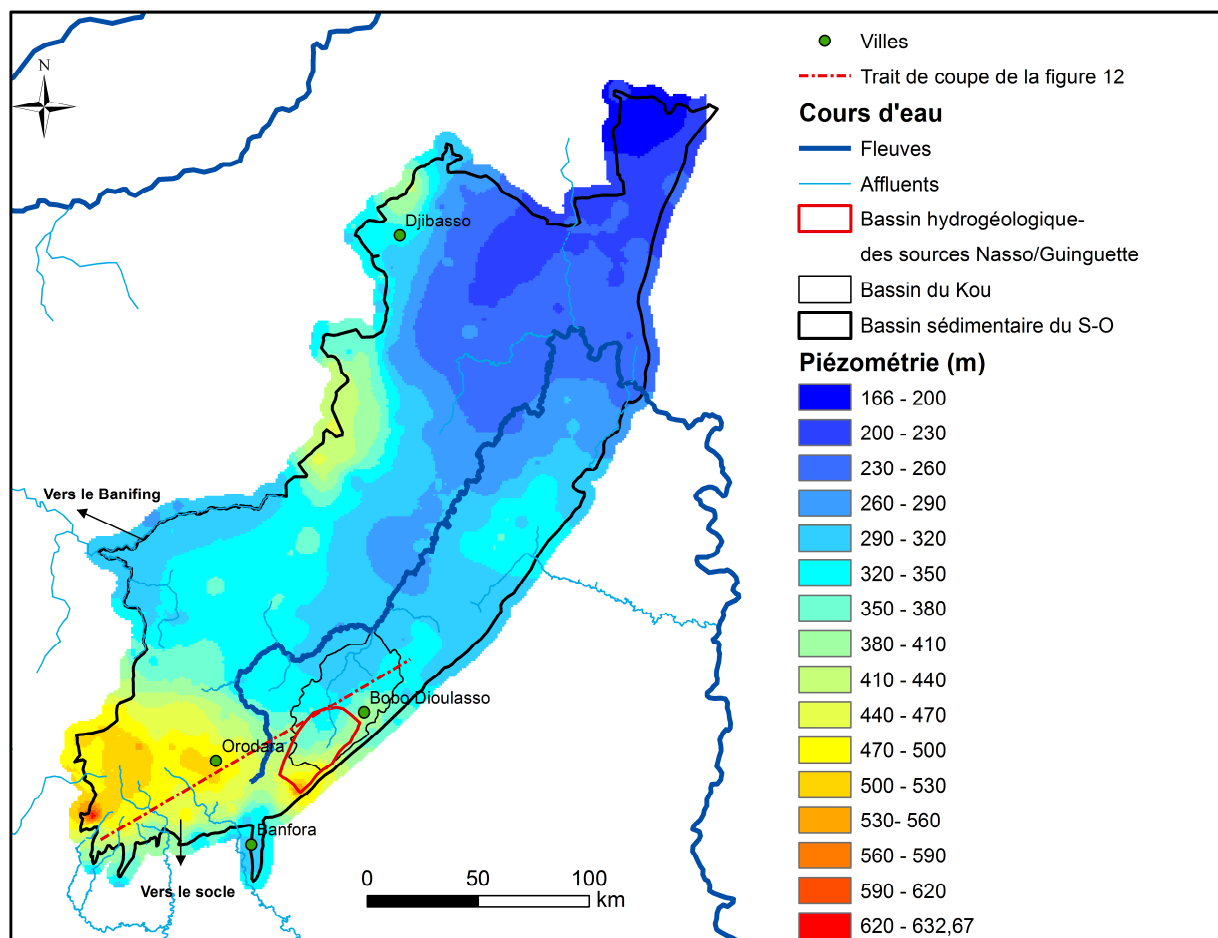 N
Djibasso
Vers le Banifing
Bobo Dioulasso
Orodara
Banfora
Vers le socle
0 50 100
km
Villes
Trait de coupe de la figure 12
Cours d'eau
Fleuves
Affluents
Bassin hydrogéologique-
des sources Nasso/Guinguette
Bassin du Kou
Bassin sédimentaire du S-O
Piézométrie (m)
166 - 200
200 - 230
230 - 260
260 - 290
290 - 320
320 - 350
350 - 380
380 - 410
410 - 440
440 - 470
470 - 500
500 - 530
530- 560
560 - 590
590 - 620
620 - 632,67